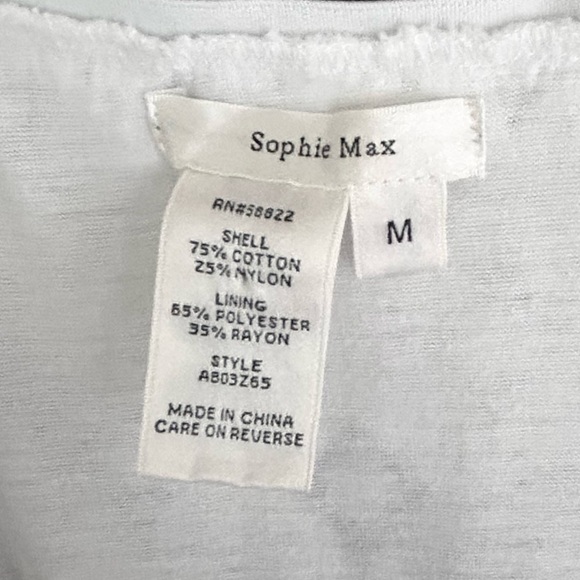 Sophie Max
M
RN#58822
SHELL
75% COTTON
25% NYLON
LINING
65% POLYESTER
35% RAYON
STYLE
AB03Z65
MADE IN CHINA
CARE ON REVERSE